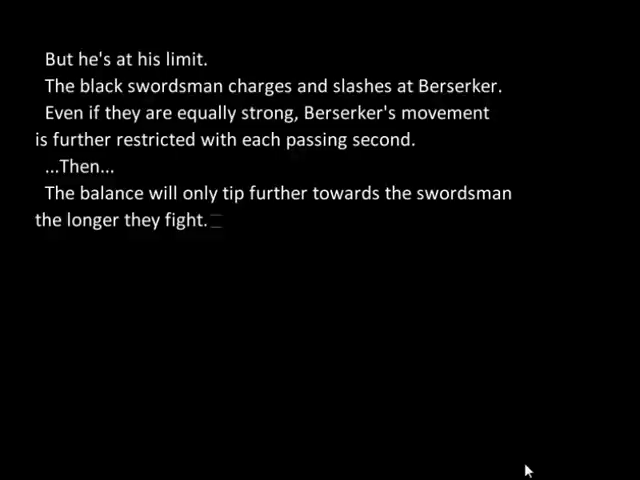 But he's at his limit.
The black swordsman charges and slashes at Berserker.
Even if they are equally strong, Berserker's movement
is further restricted with each passing second.
...Then...
The balance will only tip further towards the swordsman
the longer they fight.